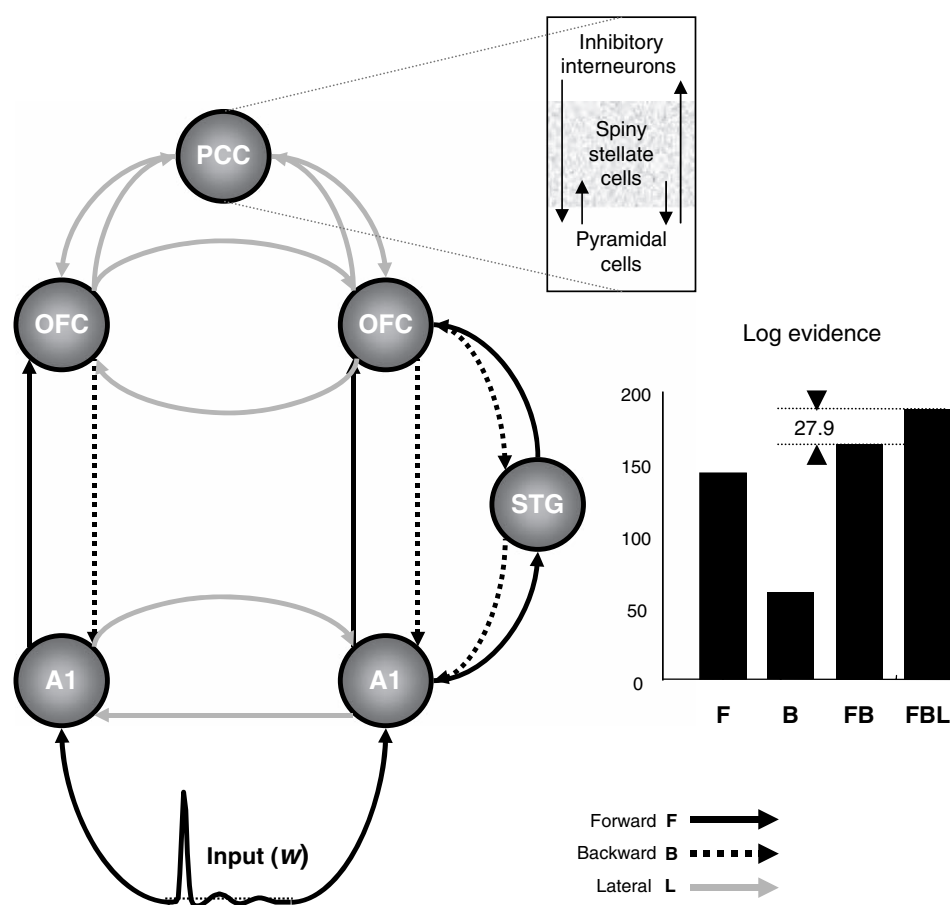 Inhibitory
interneurons
Spiny
stellate
cells
Pyramidal
cells
PCC
OFC
OFC
STG
A1
A1
Input (w)
Log evidence
200
150
100
50
0
27.9
F B FB FBL
Forward F
Backward B
Lateral L